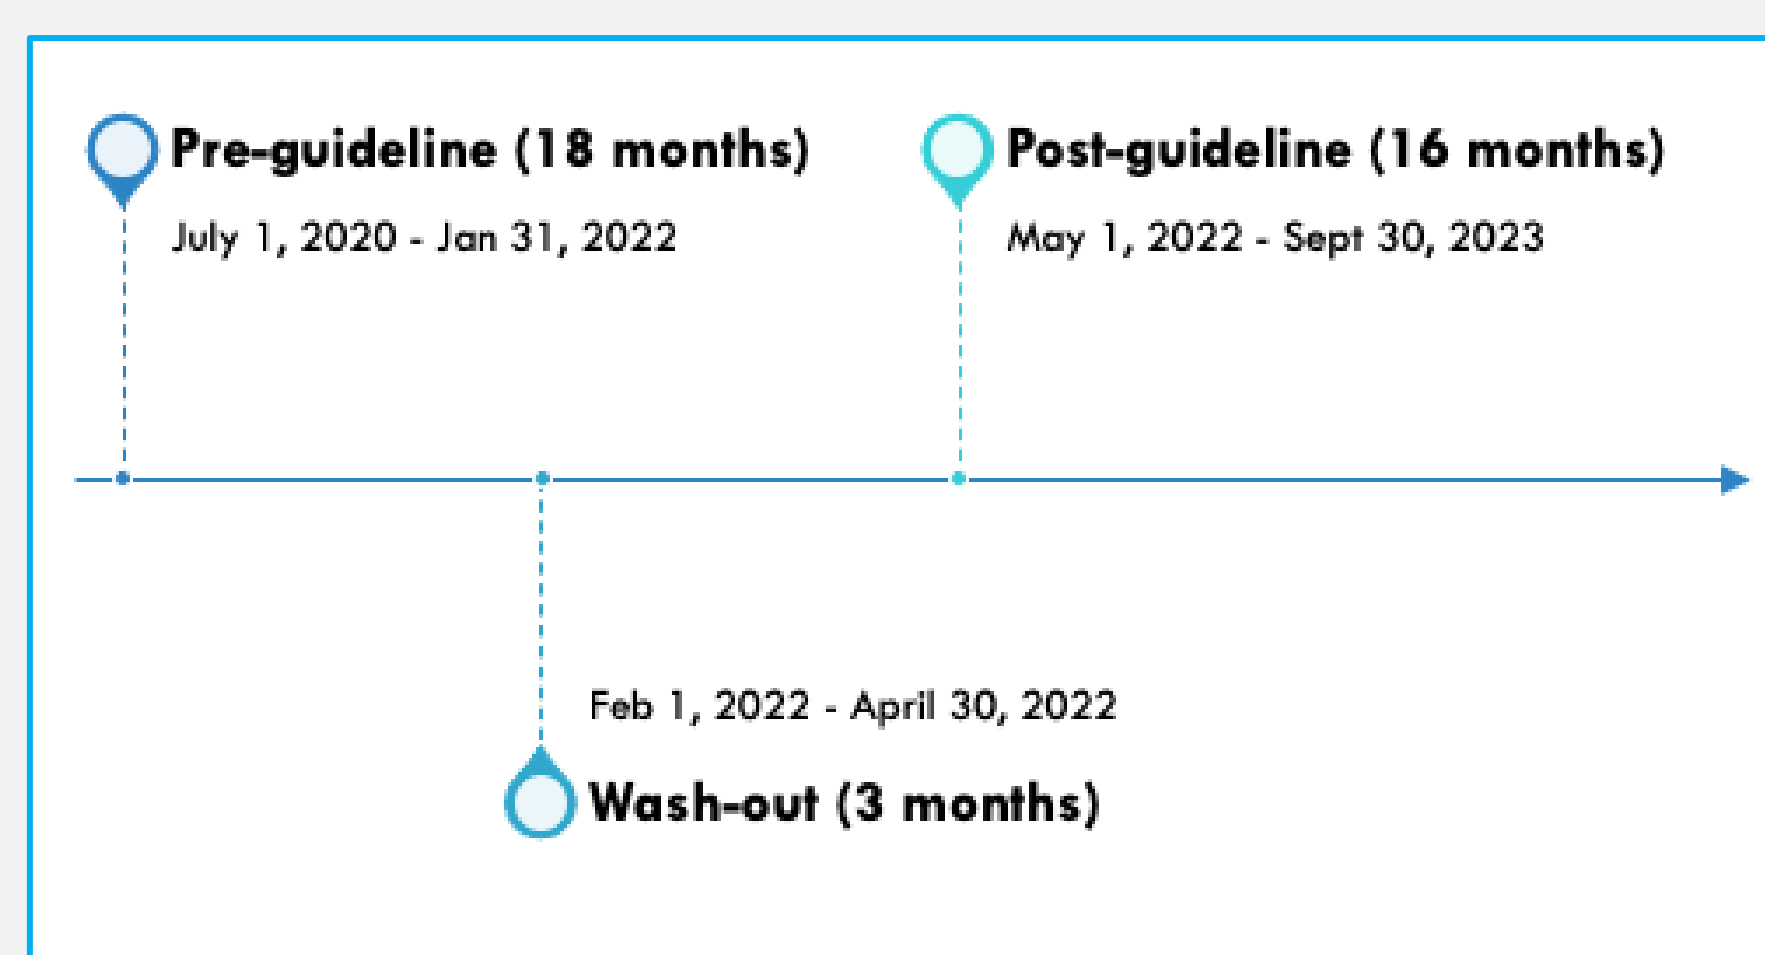 Pre-guideline (18 months)
July 1, 2020 - Jan 31, 2022
Post-guideline (16 months)
May 1, 2022 - Sept 30, 2023
Feb 1, 2022 - April 30, 2022
Wash-out (3 months)